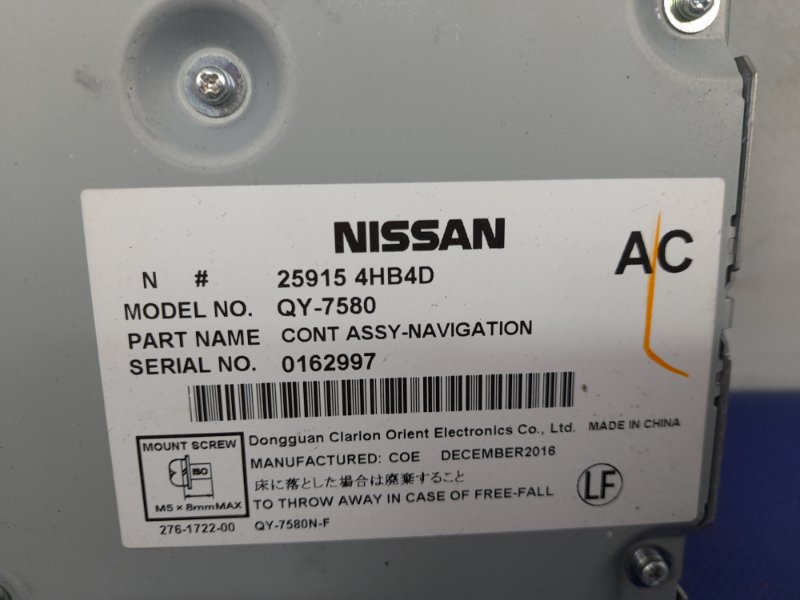 NISSAN
AC
N # 25915 4HB4D
MODEL NO. QY-7580
PART NAME CONT ASSY-NAVIGATION
SERIAL NO. 0162997
MOUNT SCREW
ISO
M5×8mmMAX
276-1722-00
Dongguan Clarion Orient Electronics Co., Ltd. MADE IN CHINA
MANUFACTURED: COE DECEMBER2016
床に落とした場合は廃棄すること
TO THROW AWAY IN CASE OF FREE-FALL
QY-7580N-F
LF